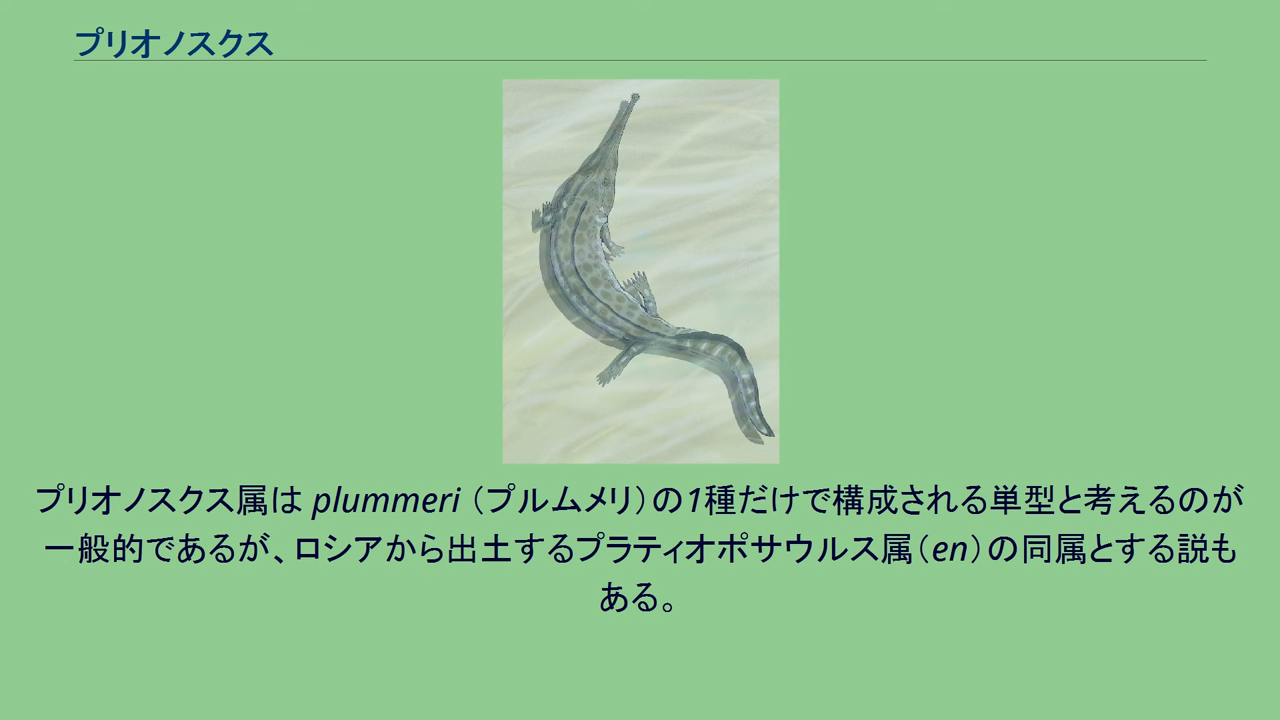 プリオノスクス
プリオノスクス属は plummeri （プルムメリ）の1種だけで構成される単型と考えるのが
一般的であるが、ロシアから出土するプラティオポサウルス属（en）の同属とする説も
ある。